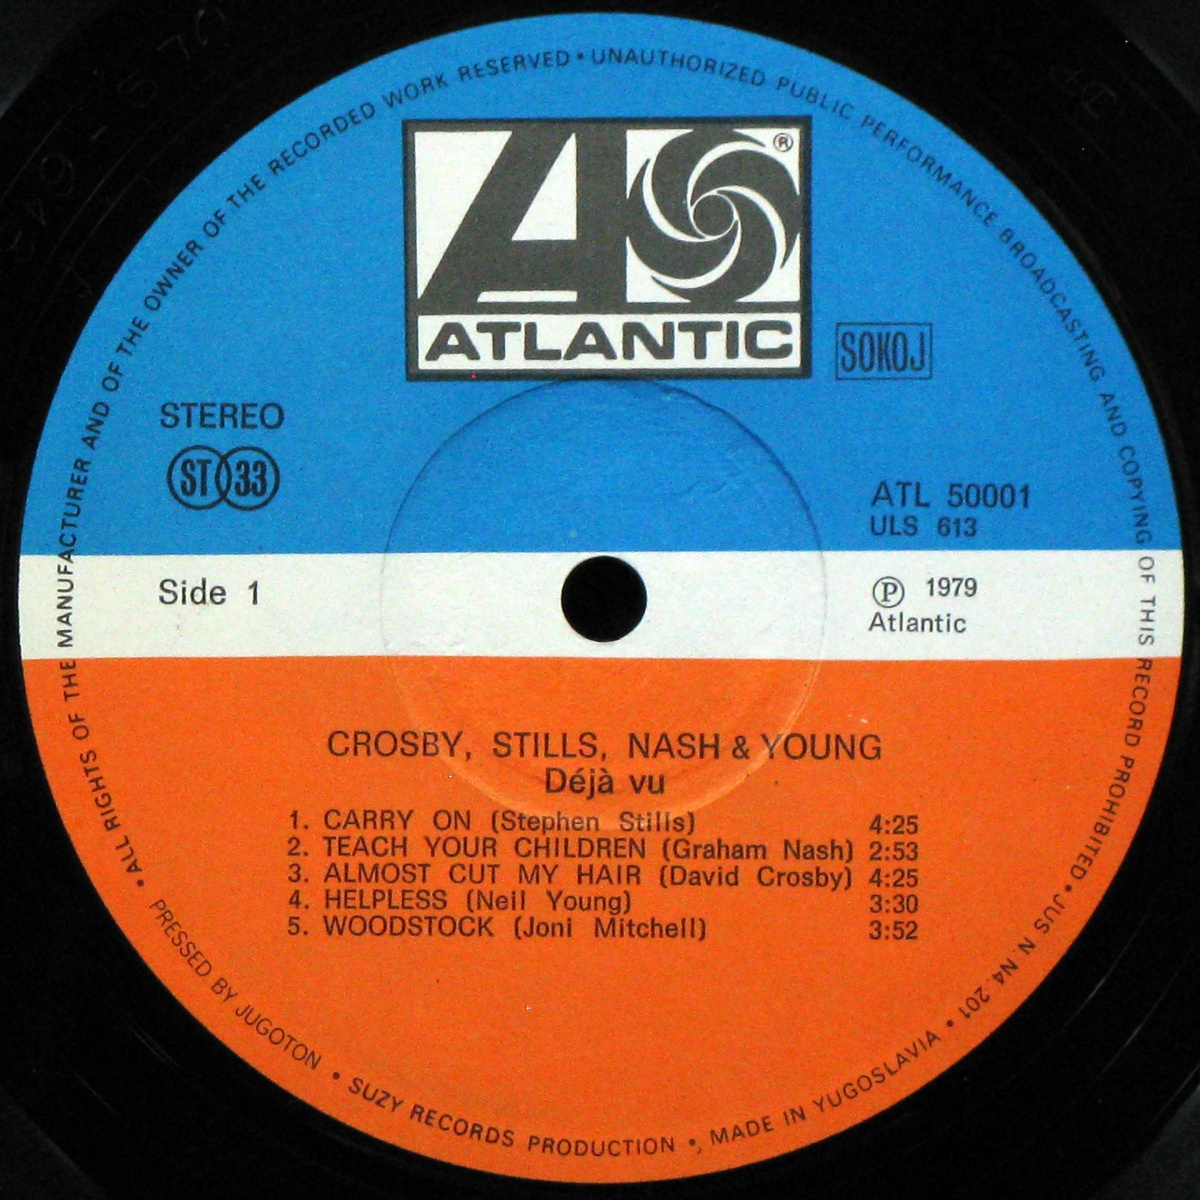 • ALL RIGHTS OF THE MANUFACTURER AND OF THE OWNER OF THE RECORDED WORK RESERVED • UNAUTHORIZED PUBLIC PERFORMANCE BROADCASTING AND COPYING OF THIS RECORD PROHIBITED • JUS N. N4. 201 •
ATLANTIC
®
SOKOJ
STEREO
ST 33
ATL 50001
ULS 613
Side 1
℗ 1979
Atlantic
CROSBY, STILLS, NASH & YOUNG
Déjà vu
1. CARRY ON (Stephen Stills) 4:25
2. TEACH YOUR CHILDREN (Graham Nash) 2:53
3. ALMOST CUT MY HAIR (David Crosby) 4:25
4. HELPLESS (Neil Young) 3:30
5. WOODSTOCK (Joni Mitchell) 3:52
PRESSED BY JUGOTON • SUZY RECORDS PRODUCTION •, MADE IN YUGOSLAVIA